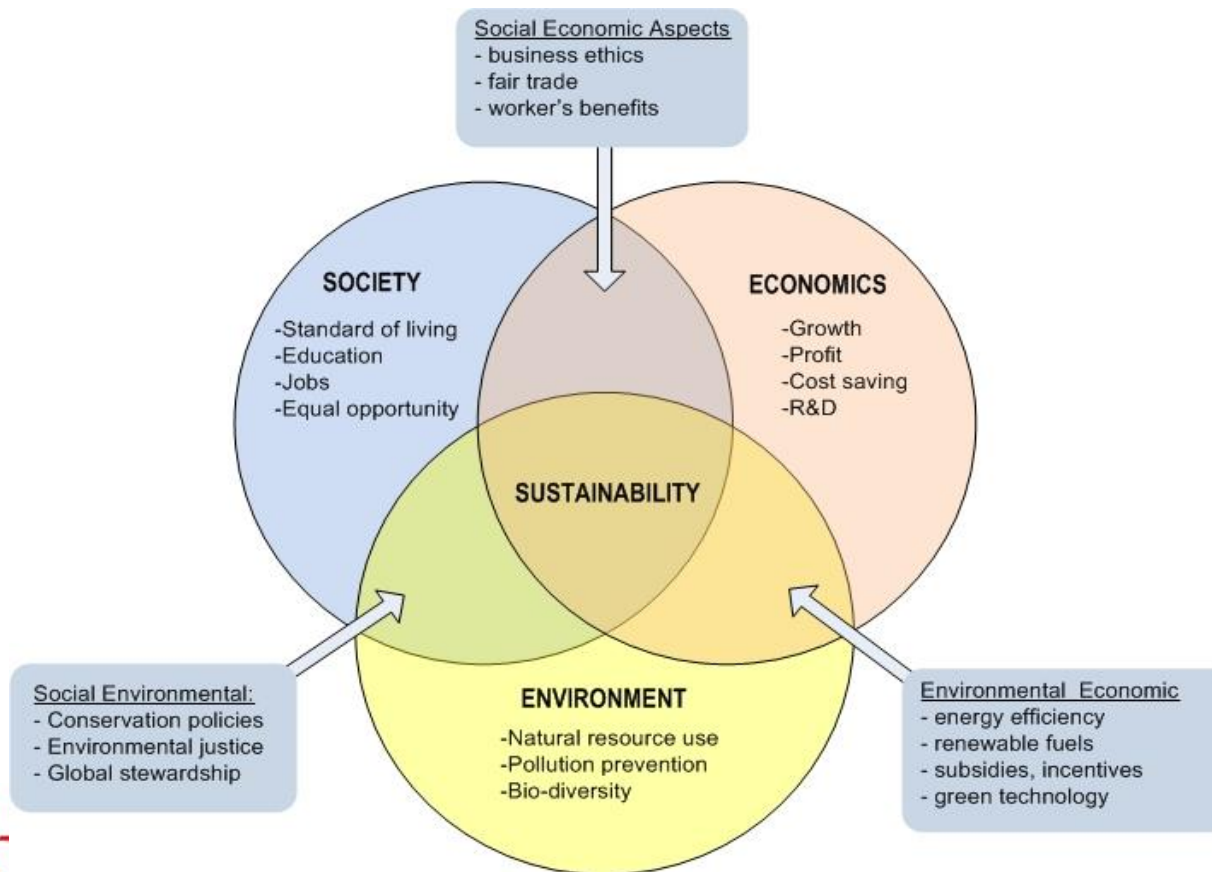 Social Economic Aspects
- business ethics
- fair trade
- worker's benefits
SOCIETY
-Standard of living
-Education
-Jobs
-Equal opportunity
ECONOMICS
-Growth
-Profit
-Cost saving
-R&D
SUSTAINABILITY
Social Environmental:
- Conservation policies
- Environmental justice
- Global stewardship
ENVIRONMENT
-Natural resource use
-Pollution prevention
-Bio-diversity
Environmental Economic
- energy efficiency
- renewable fuels
- subsidies, incentives
- green technology